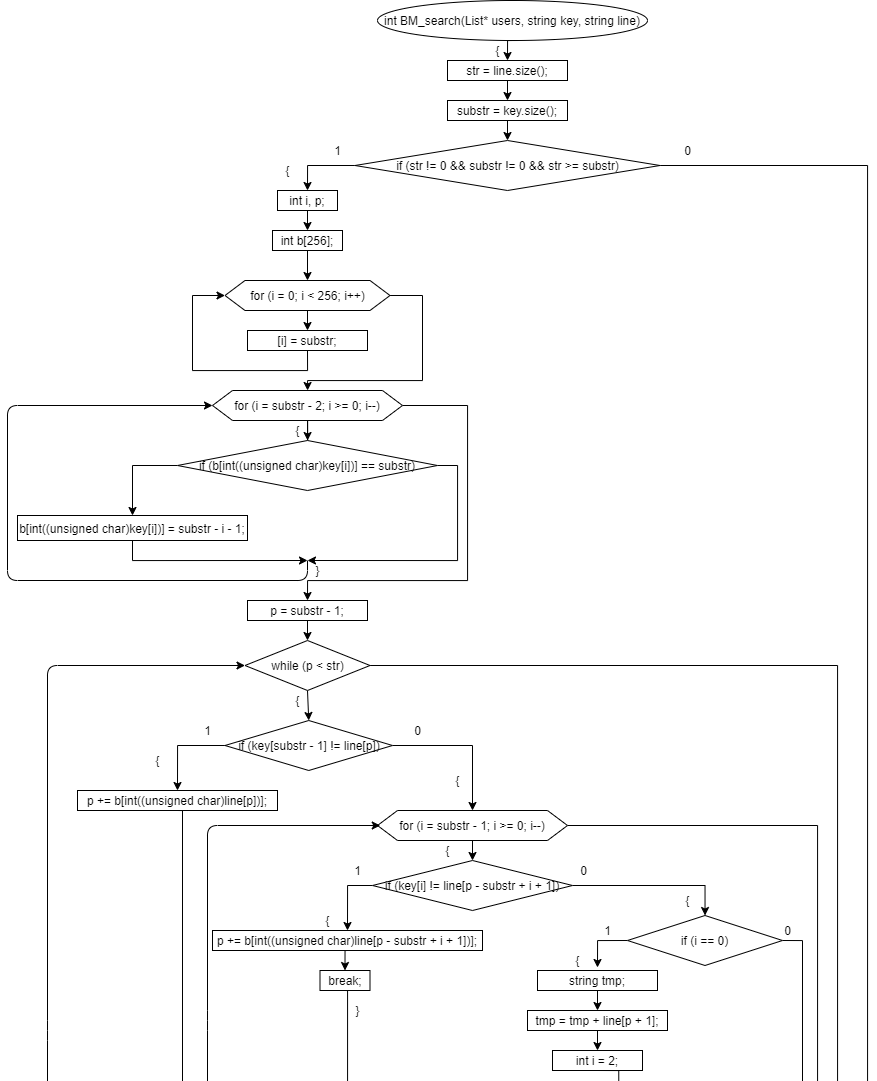 int BM_search(List* users, string key, string line)
{
str = line.size();
substr = key.size();
1
0
if (str != 0 && substr != 0 && str >= substr)
{
int i, p;
int b[256];
for (i = 0; i < 256; i++)
[i] = substr;
for (i = substr - 2; i >= 0; i--)
{
if (b[int((unsigned char)key[i])] == substr)
b[int((unsigned char)key[i])] = substr - i - 1;
}
p = substr - 1;
while (p < str)
{
1
0
if (key[substr - 1] != line[p])
{
{
p += b[int((unsigned char)line[p])];
for (i = substr - 1; i >= 0; i--)
{
1
0
if (key[i] != line[p - substr + i + 1])
{
{
1
0
p += b[int((unsigned char)line[p - substr + i + 1])];
if (i == 0)
{
break;
string tmp;
}
tmp = tmp + line[p + 1];
int i = 2;